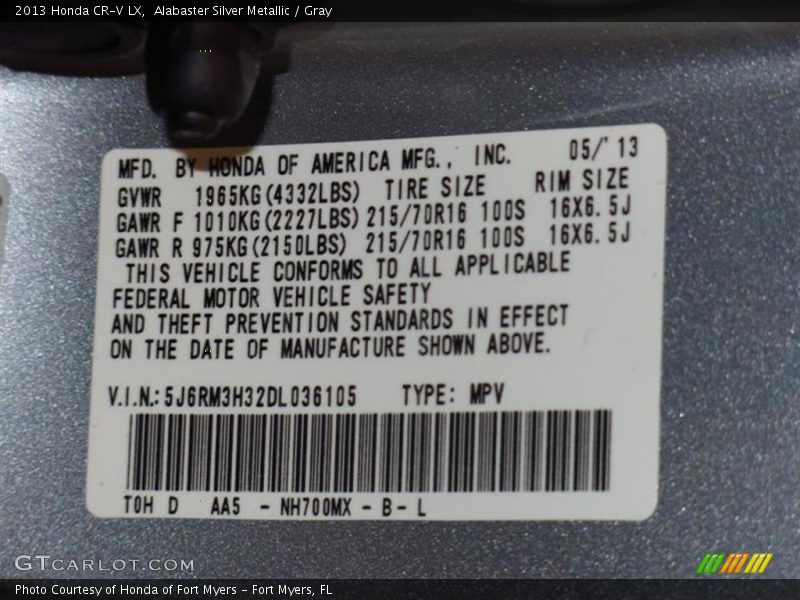 2013 Honda CR-V LX, Alabaster Silver Metallic / Gray
MFD. BY HONDA OF AMERICA MFG., INC. 05/'13
GVWR 1965KG(4332LBS) TIRE SIZE RIM SIZE
GAWR F 1010KG(2227LBS) 215/70R16 100S 16X6.5J
GAWR R 975KG(2150LBS) 215/70R16 100S 16X6.5J
THIS VEHICLE CONFORMS TO ALL APPLICABLE
FEDERAL MOTOR VEHICLE SAFETY
AND THEFT PREVENTION STANDARDS IN EFFECT
ON THE DATE OF MANUFACTURE SHOWN ABOVE.
V.I.N.: 5J6RM3H32DL036105 TYPE: MPV
T0H D AA5 - NH700MX - B - L
GTCARLOT.COM
Photo Courtesy of Honda of Fort Myers - Fort Myers, FL